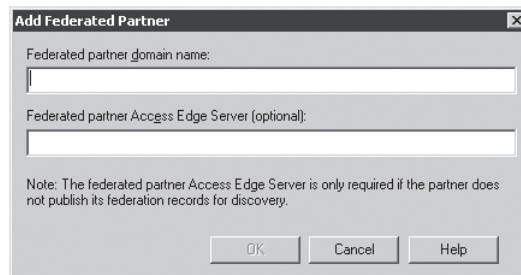 Add Federated Partner
Federated partner domain name:
Federated partner Access Edge Server (optional):
Note: The federated partner Access Edge Server is only required if the partner does
not publish its federation records for discovery.
OK Cancel Help